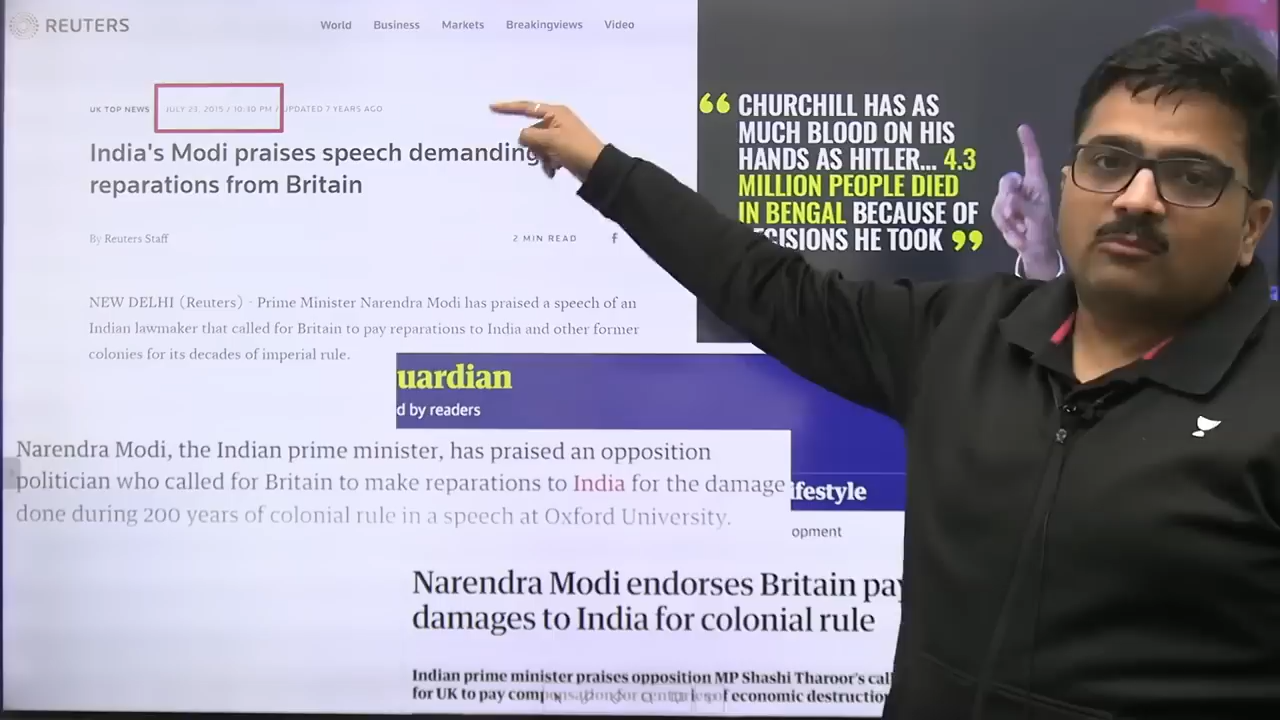 REUTERS
World Business Markets Breakingviews Video
UK TOP NEWS JULY 23, 2015 / 10:30 PM / UPDATED 7 YEARS AGO
India's Modi praises speech demanding
reparations from Britain
By Reuters Staff
2 MIN READ f
NEW DELHI (Reuters) - Prime Minister Narendra Modi has praised a speech of an
Indian lawmaker that called for Britain to pay reparations to India and other former
colonies for its decades of imperial rule.
“ CHURCHILL HAS AS
MUCH BLOOD ON HIS
HANDS AS HITLER... 4.3
MILLION PEOPLE DIED
IN BENGAL BECAUSE OF
HE TOOK ”
uardian
d by readers
Narendra Modi, the Indian prime minister, has praised an opposition
politician who called for Britain to make reparations to India for the damage
done during 200 years of colonial rule in a speech at Oxford University.
ifestyle
opment
Narendra Modi endorses Britain pay
damages to India for colonial rule
Indian prime minister praises opposition MP Shashi Tharoor's call
for UK to pay compensation for centuries of economic destruction